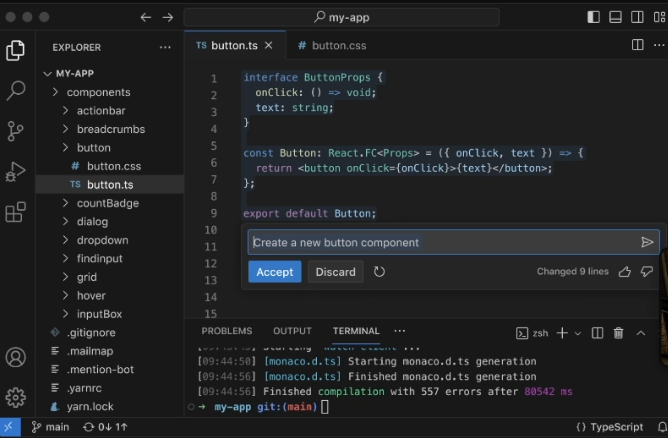 my-app
EXPLORER
MY-APP
components
actionbar
breadcrumbs
button
# button.css
TS button.ts
countBadge
dialog
dropdown
findinput
grid
hover
inputBox
.gitignore
.mailmap
.mention-bot
.yarnrc
yarn.lock
TS button.ts
# button.css
1 interface ButtonProps {
2 onClick: () => void;
3 text: string;
4 }
5
6 const Button: React.FC<Props> = ({ onClick, text }) => {
7 return <button onClick={onClick}>{text}</button>;
8 };
9
10 export default Button;
Create a new button component
Accept Discard Changed 9 lines
11
12
13
14
15
PROBLEMS OUTPUT TERMINAL ··· zsh
Starting 'watch-client'...
[09:44:50] [monaco.d.ts] Starting monaco.d.ts generation
[09:44:56] [monaco.d.ts] Finished monaco.d.ts generation
[09:44:56] Finished compilation with 557 errors after 80542 ms
→ my-app git:(main)
main 0↓ 1↑ {} TypeScript